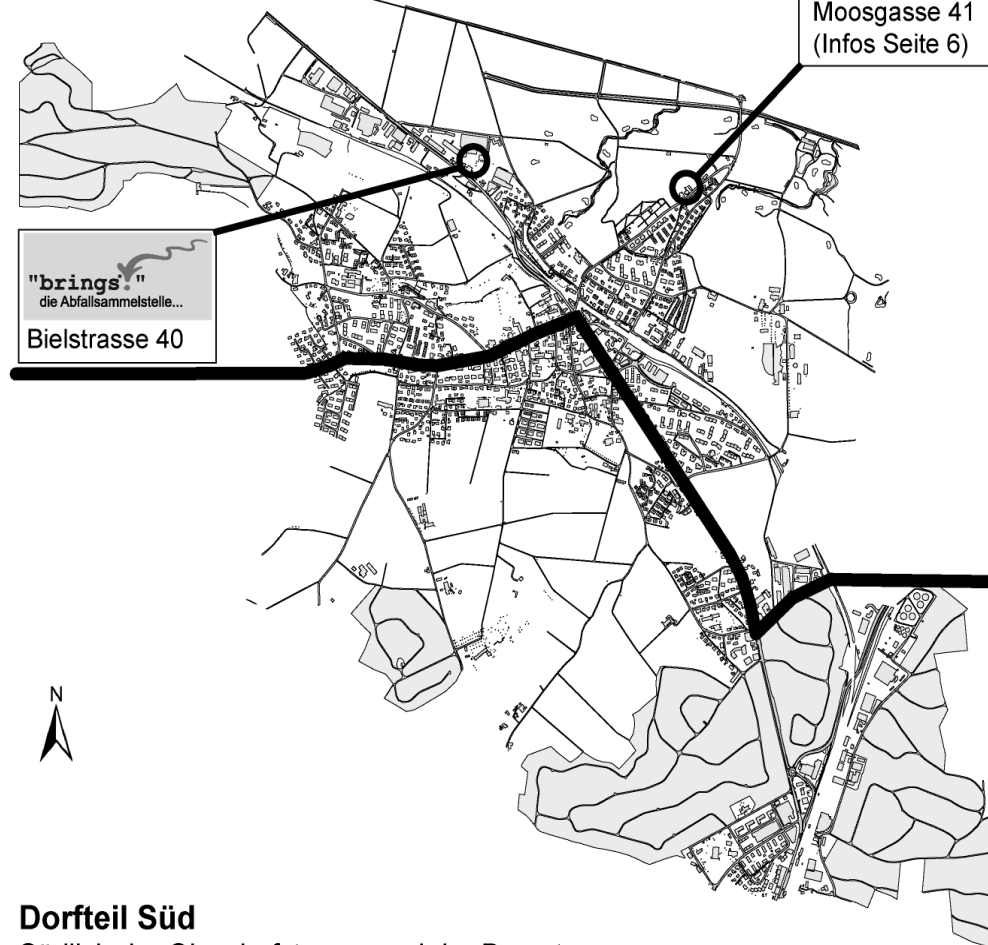 Moosgasse 41
(Infos Seite 6)
"brings!"
die Abfallsammelstelle...
Bielstrasse 40
N
Dorfteil Süd